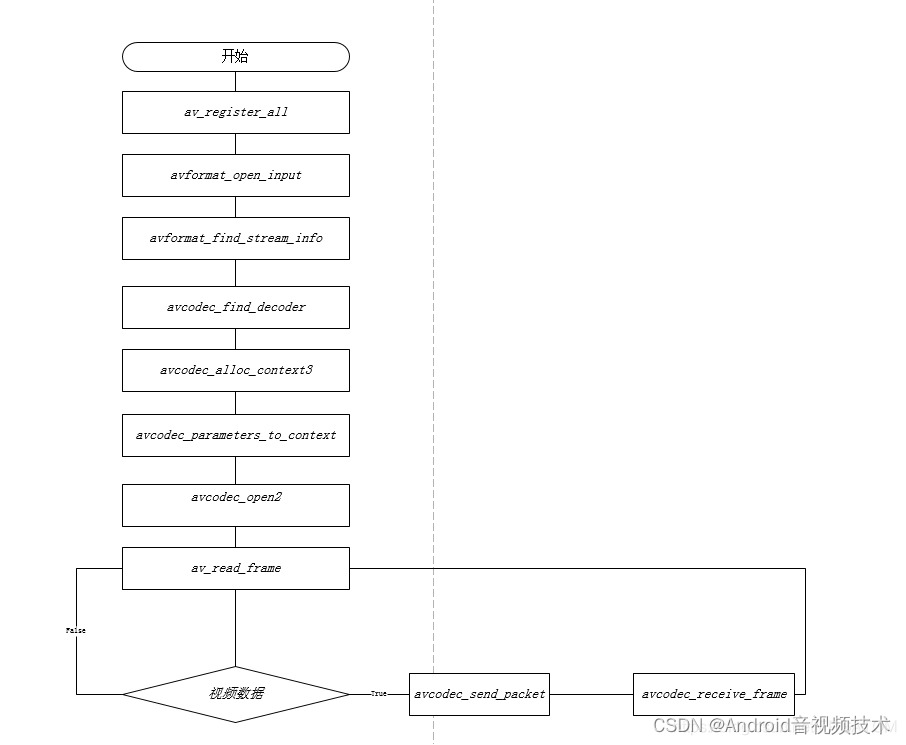 开始
av_register_all
avformat_open_input
avformat_find_stream_info
avcodec_find_decoder
avcodec_alloc_context3
avcodec_parameters_to_context
avcodec_open2
av_read_frame
False
视频数据
True
avcodec_send_packet
avcodec_receive_frame
CSDN @Android音视频技术